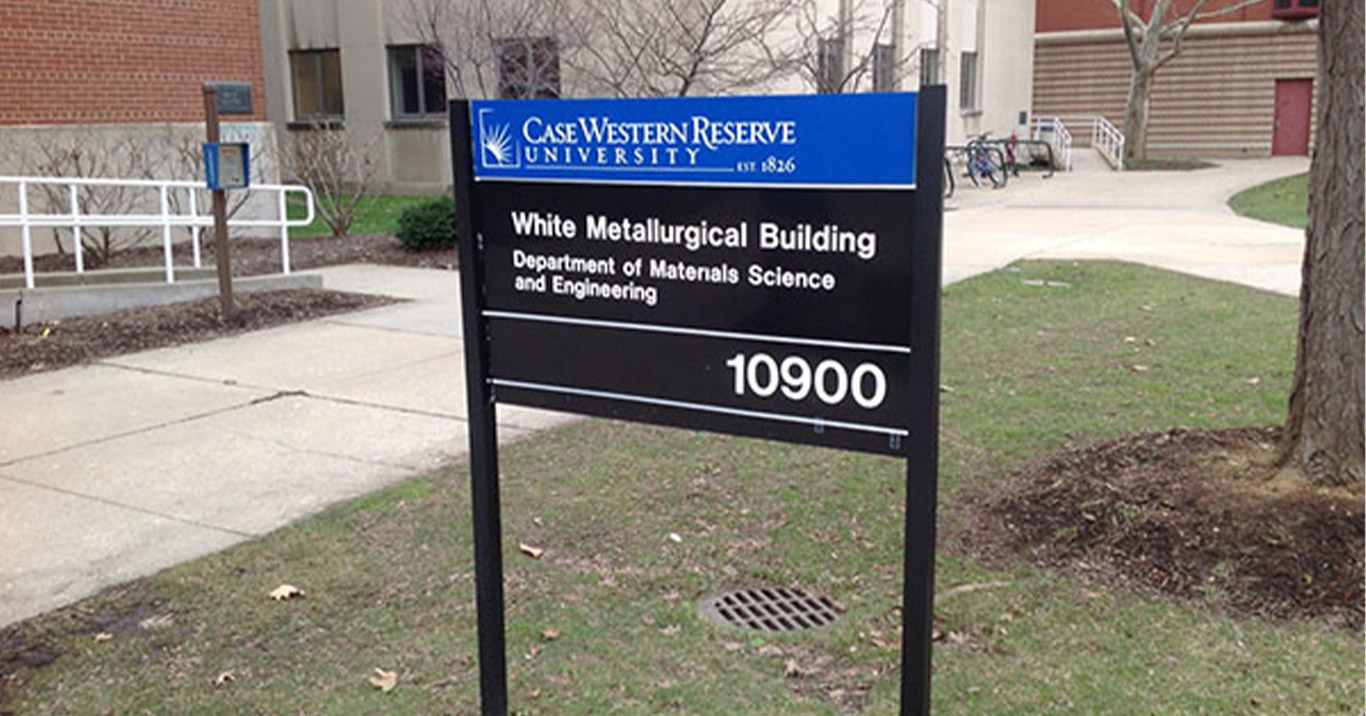 CASE WESTERN RESERVE
UNIVERSITY EST. 1826
White Metallurgical Building
Department of Materials Science
and Engineering
10900